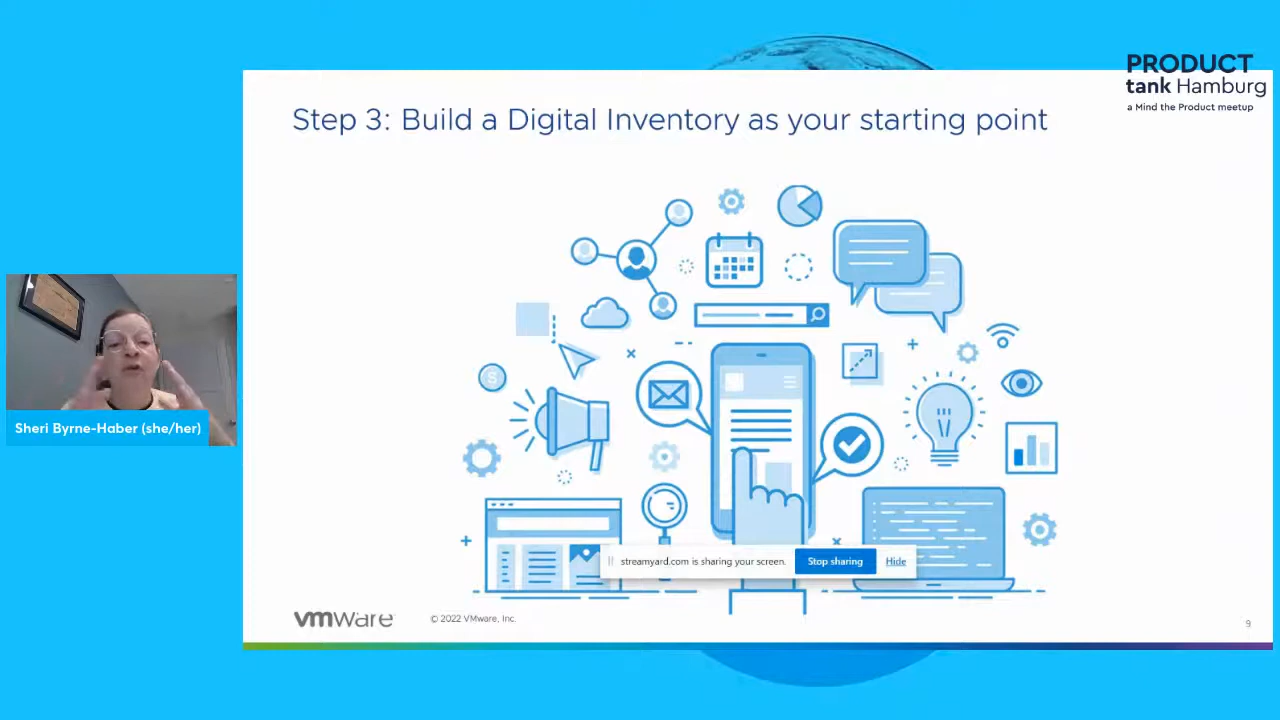 PRODUCT
tank Hamburg
a Mind the Product meetup
Step 3: Build a Digital Inventory as your starting point
S
Sheri Byrne-Haber (she/her)
streamyard.com is sharing your screen.
Stop sharing
Hide
vmware
© 2022 VMware, Inc.
9